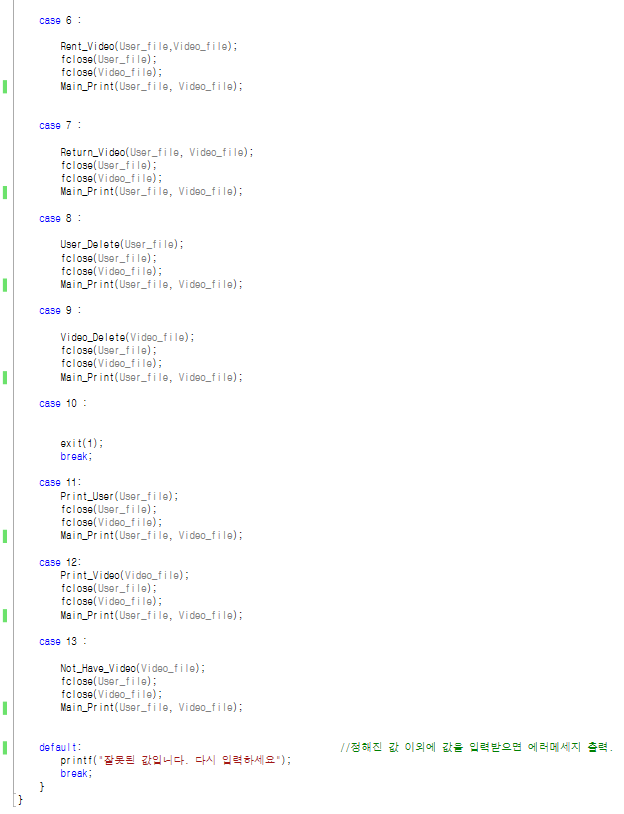 case 6 :
Rent_Video(User_file,Video_file);
fclose(User_file);
fclose(Video_file);
Main_Print(User_file, Video_file);
case 7 :
Return_Video(User_file, Video_file);
fclose(User_file);
fclose(Video_file);
Main_Print(User_file, Video_file);
case 8 :
User_Delete(User_file);
fclose(User_file);
fclose(Video_file);
Main_Print(User_file, Video_file);
case 9 :
Video_Delete(Video_file);
fclose(User_file);
fclose(Video_file);
Main_Print(User_file, Video_file);
case 10 :
exit(1);
break;
case 11:
Print_User(User_file);
fclose(User_file);
fclose(Video_file);
Main_Print(User_file, Video_file);
case 12:
Print_Video(Video_file);
fclose(User_file);
fclose(Video_file);
Main_Print(User_file, Video_file);
case 13 :
Not_Have_Video(Video_file);
fclose(User_file);
fclose(Video_file);
Main_Print(User_file, Video_file);
default: //정해진 값 이외에 값을 입력받으면 에러메세지 출력.
printf("잘못된 값입니다. 다시 입력하세요");
break;
}
}